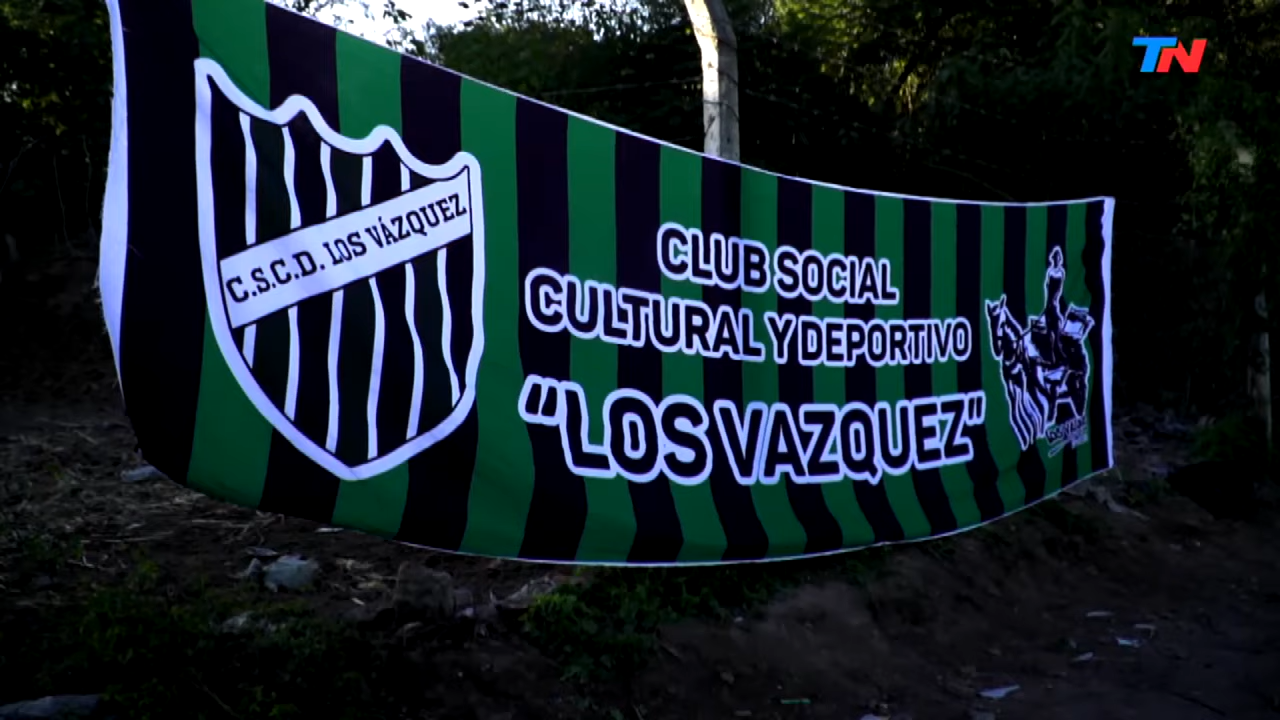 TN
C.S.C.D. LOS VÁZQUEZ
CLUB SOCIAL
CULTURAL Y DEPORTIVO
"LOS VAZQUEZ"